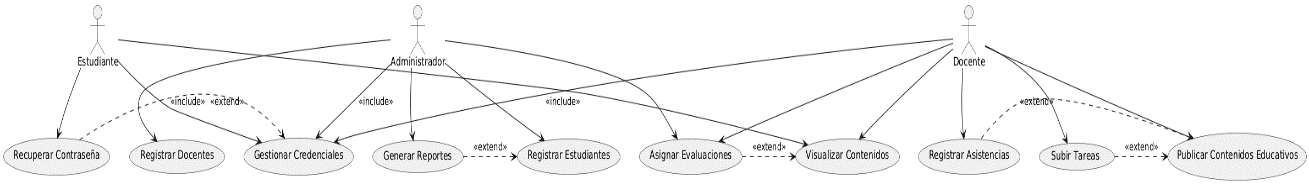 Estudiante
Administrador
Docente
«include»
«extend»
«include»
«include»
«extend»
«extend»
«extend»
«extend»
Recuperar Contraseña
Registrar Docentes
Gestionar Credenciales
Generar Reportes
Registrar Estudiantes
Asignar Evaluaciones
Visualizar Contenidos
Registrar Asistencias
Subir Tareas
Publicar Contenidos Educativos